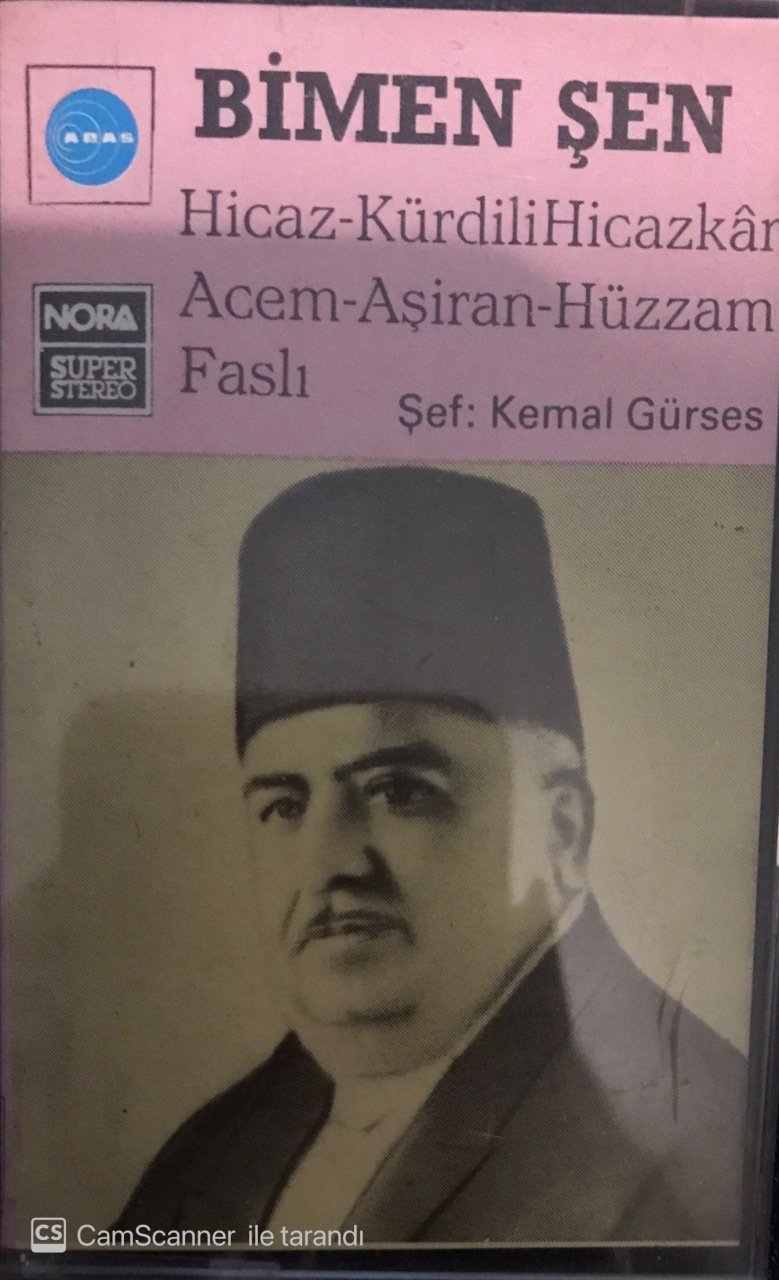 BİMEN ŞEN
ABAS
Hicaz-KürdiliHicazkâr
Acem-Aşiran-Hüzzam
Faslı
NORA
SUPER
STEREO
Şef: Kemal Gürses
CS CamScanner ile tarandı